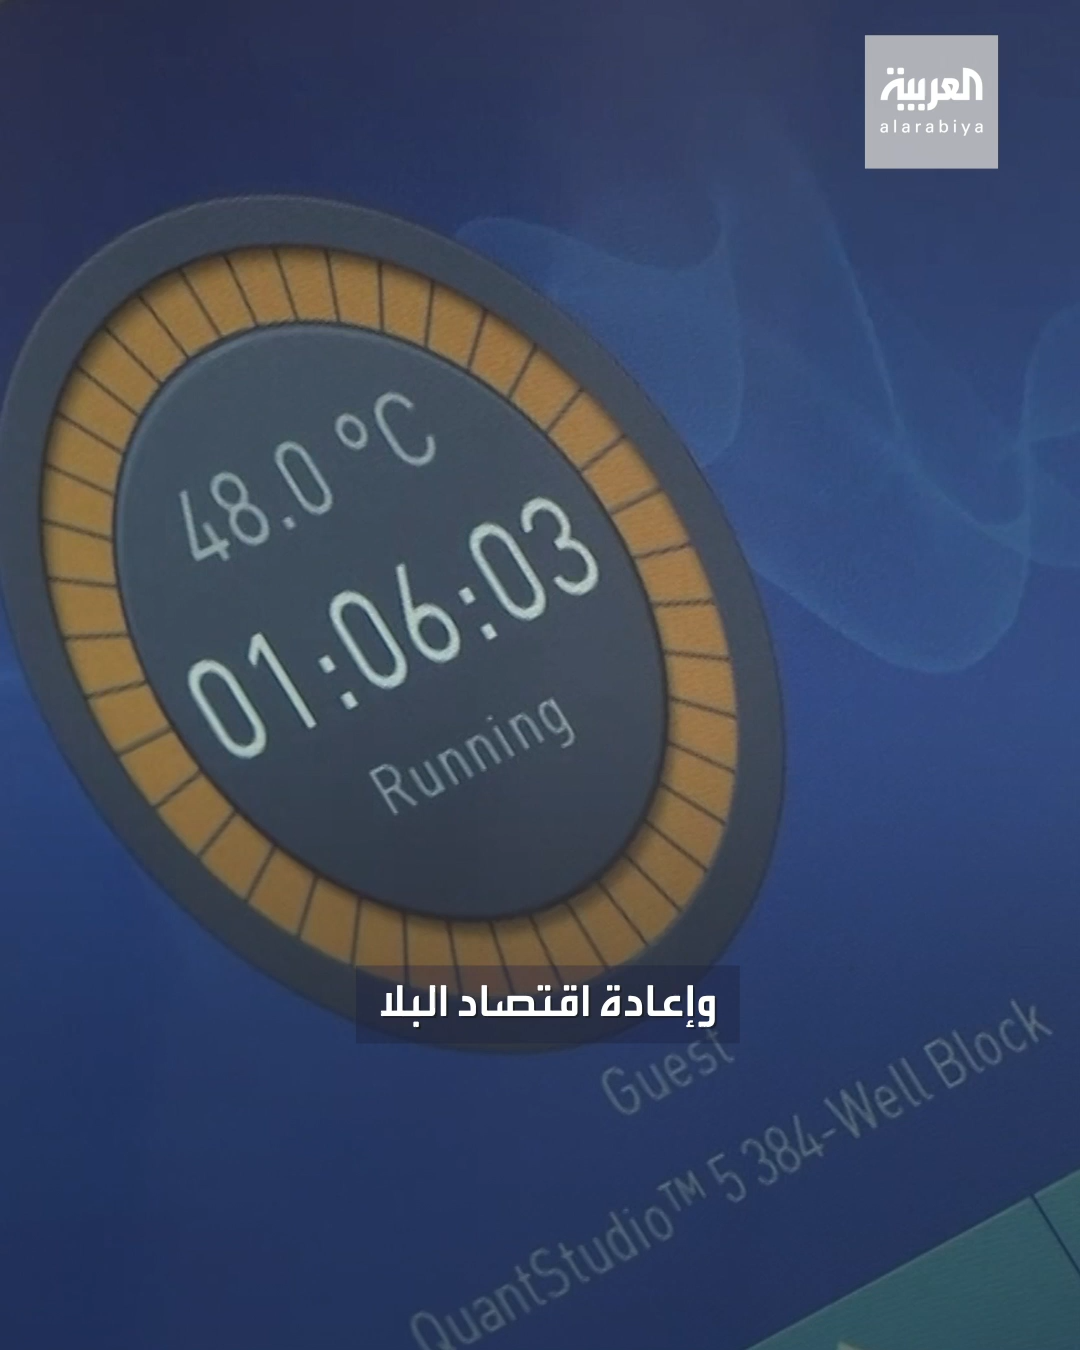 العربية
alarabiya
48.0 °C
01:06:03
Running
وإعادة اقتصاد البلا
Guest
QuantStudio™ 5 384-Well Block